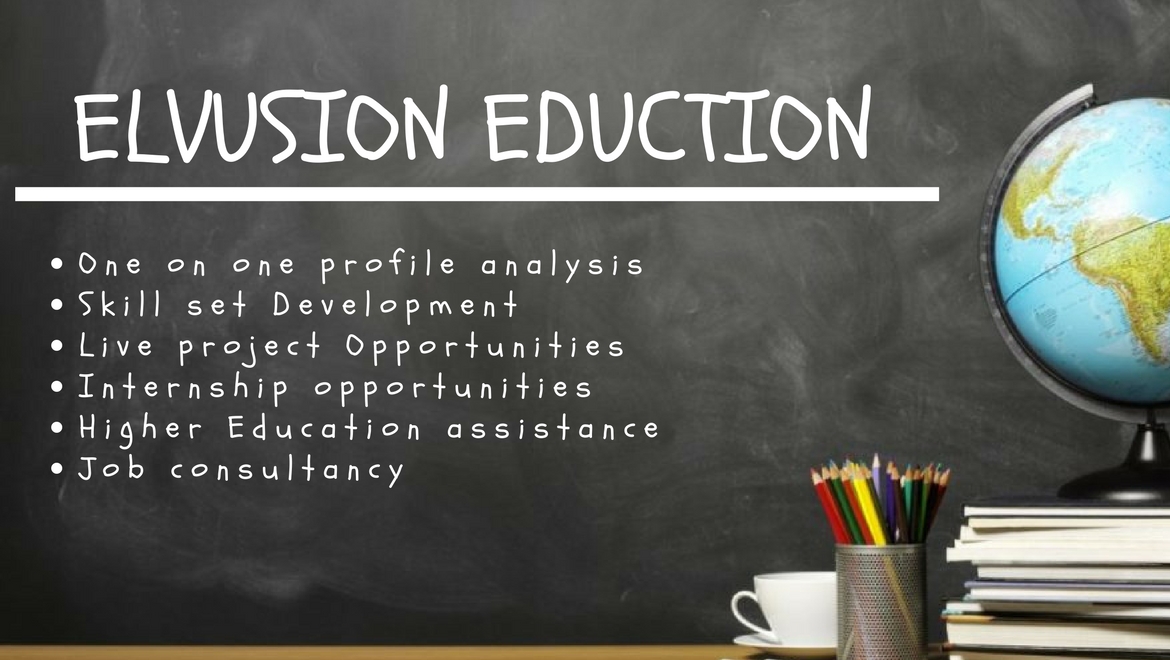 ELVUSION EDUCTION
• One on one profile analysis
• Skill set Development
• Live project Opportunities
• Internship opportunities
• Higher Education assistance
• Job consultancy